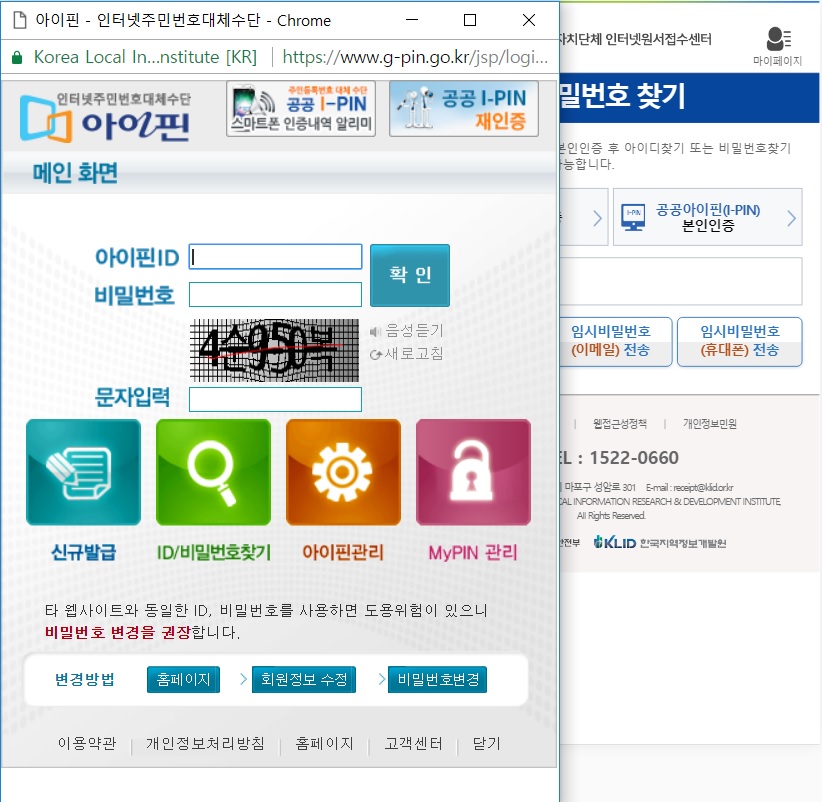 아이핀 - 인터넷주민번호대체수단 - Chrome
Korea Local In...nstitute [KR]
https://www.g-pin.go.kr/jsp/logi...
인터넷주민번호대체수단
아이핀
주민등록번호 대체 수단
공공 I-PIN
스마트폰 인증내역 알리미
공공 I-PIN
재인증
메인 화면
아이핀ID
확 인
비밀번호
4순950복
음성듣기
새로고침
문자입력
신규발급
ID/비밀번호찾기
아이핀관리
MyPIN 관리
타 웹사이트와 동일한 ID, 비밀번호를 사용하면 도용위험이 있으니
비밀번호 변경을 권장합니다.
변경방법
홈페이지
회원정보 수정
비밀번호변경
이용약관
개인정보처리방침
홈페이지
고객센터
닫기
자치단체 인터넷원서접수센터
마이페이지
밀번호 찾기
본인인증 후 아이디찾기 또는 비밀번호찾기
가능합니다.
I-PIN
공공아이핀(I-PIN)
본인인증
임시비밀번호
(이메일) 전송
임시비밀번호
(휴대폰) 전송
웹접근성정책
개인정보민원
EL : 1522-0660
마포구 성암로 301 E-mail : receipt@klid.or.kr
CAL INFORMATION RESEARCH & DEVELOPMENT INSTITUTE,
All Rights Reserved.
안전부
KLID 한국지역정보개발원